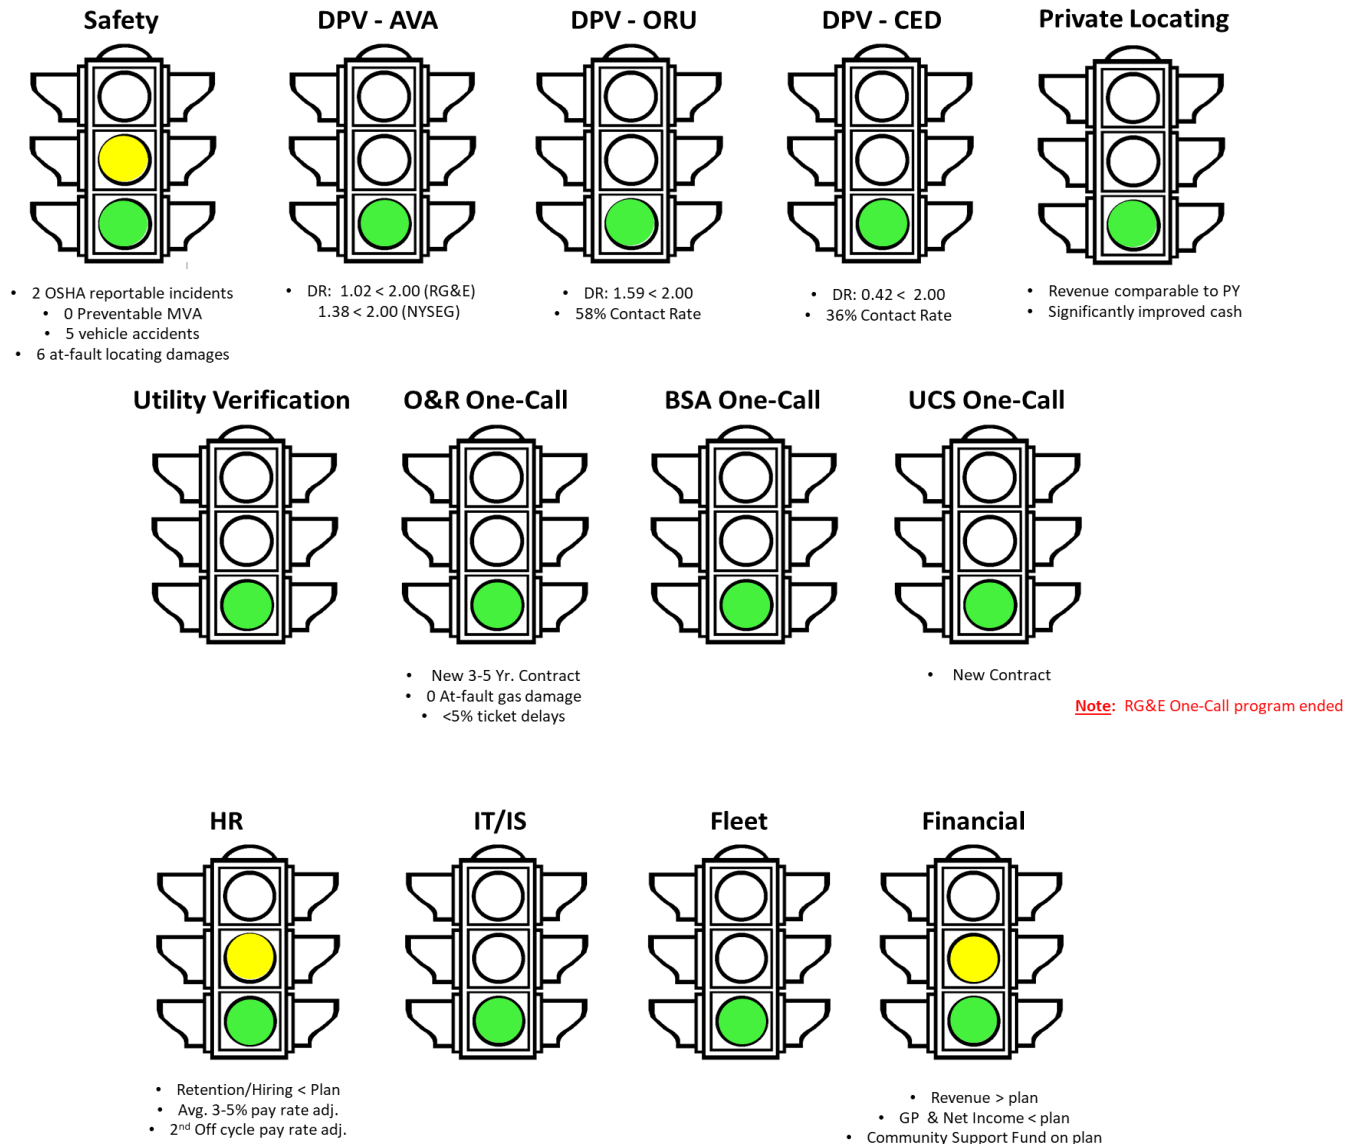 Safety
DPV - AVA
DPV - ORU
DPV - CED
Private Locating
• 2 OSHA reportable incidents
• 0 Preventable MVA
• 5 vehicle accidents
• 6 at-fault locating damages
• DR: 1.02 < 2.00 (RG&E)
1.38 < 2.00 (NYSEG)
• DR: 1.59 < 2.00
• 58% Contact Rate
• DR: 0.42 < 2.00
• 36% Contact Rate
• Revenue comparable to PY
• Significantly improved cash
Utility Verification
O&R One-Call
BSA One-Call
UCS One-Call
• New 3-5 Yr. Contract
• 0 At-fault gas damage
• <5% ticket delays
• New Contract
Note: RG&E One-Call program ended
HR
IT/IS
Fleet
Financial
• Retention/Hiring < Plan
• Avg. 3-5% pay rate adj.
• 2nd Off cycle pay rate adj.
• Revenue > plan
• GP & Net Income < plan
• Community Support Fund on plan